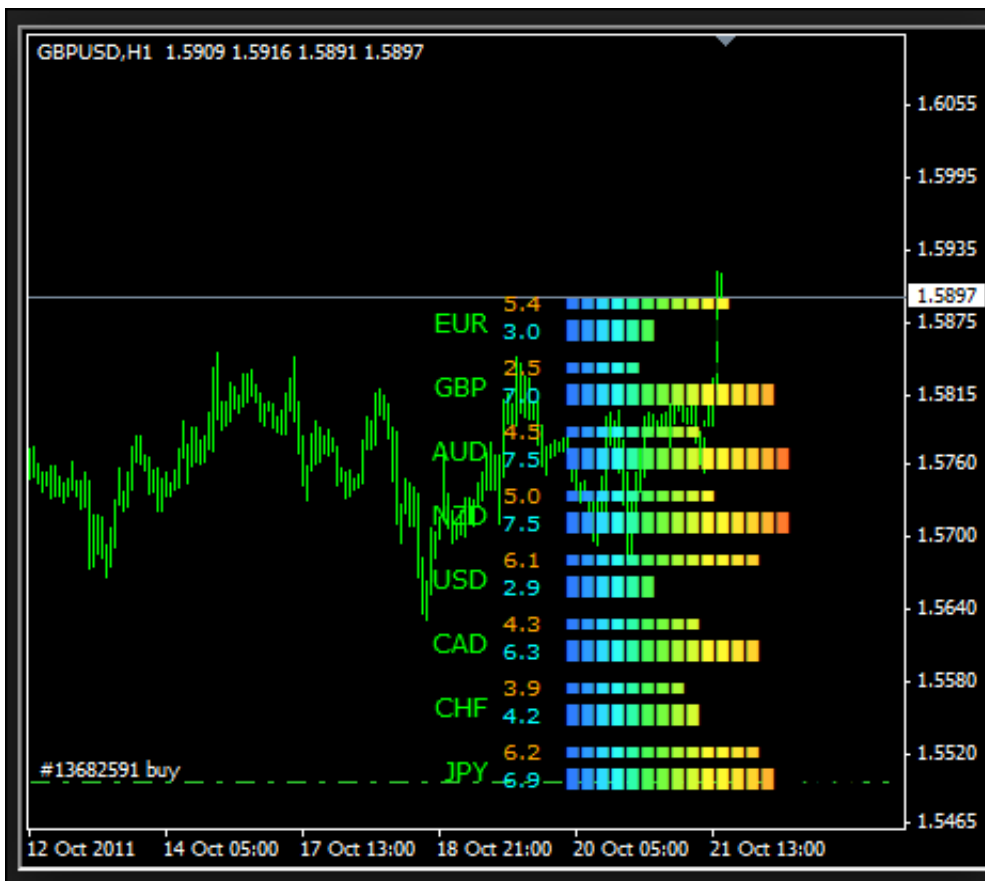 GBPUSD,H1 1.5909 1.5916 1.5891 1.5897
1.6055
1.5995
1.5935
1.5897
1.5875
1.5815
1.5760
1.5700
1.5640
1.5580
1.5520
1.5465
5.4
EUR 3.0
2.5
GBP 7.0
4.5
AUD 7.5
5.0
NZD 7.5
6.1
USD 2.9
4.3
CAD 6.3
3.9
CHF 4.2
6.2
JPY 6.9
#13682591 buy
12 Oct 2011 14 Oct 05:00 17 Oct 13:00 18 Oct 21:00 20 Oct 05:00 21 Oct 13:00